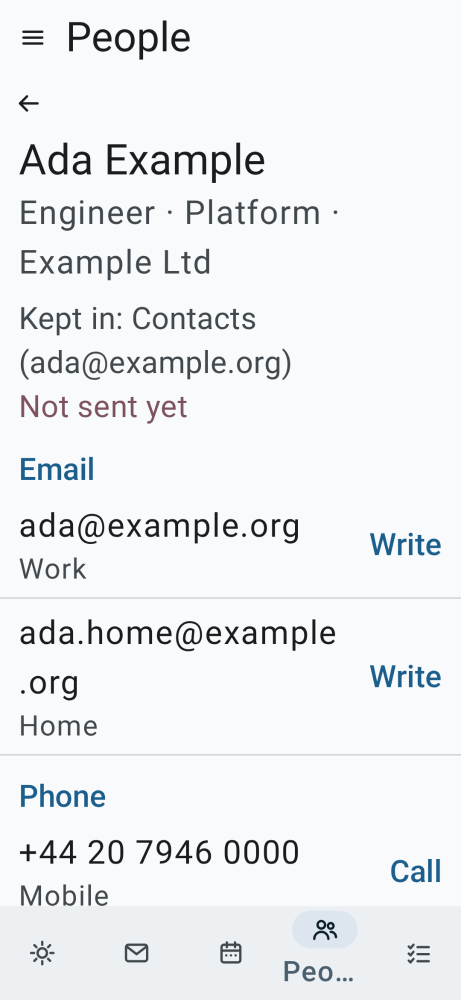 People
Ada Example
Engineer · Platform ·
Example Ltd
Kept in: Contacts
(ada@example.org)
Not sent yet
Email
ada@example.org
Write
Work
ada.home@example
.org
Write
Home
Phone
+44 20 7946 0000
Call
Mobile
Peo…